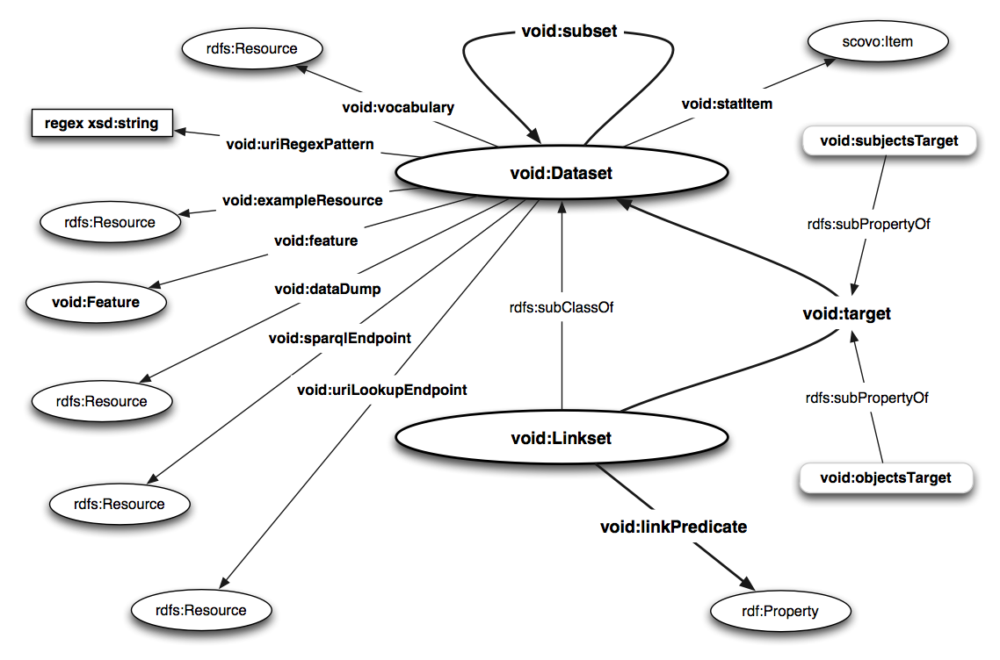 void:subset
rdfs:Resource
scovo:Item
void:vocabulary
void:statItem
regex xsd:string
void:uriRegexPattern
void:subjectsTarget
void:Dataset
void:exampleResource
rdfs:Resource
rdfs:subPropertyOf
void:feature
void:dataDump
void:Feature
rdfs:subClassOf
void:target
void:sparqlEndpoint
void:uriLookupEndpoint
rdfs:Resource
rdfs:subPropertyOf
void:Linkset
void:objectsTarget
rdfs:Resource
void:linkPredicate
rdfs:Resource
rdf:Property